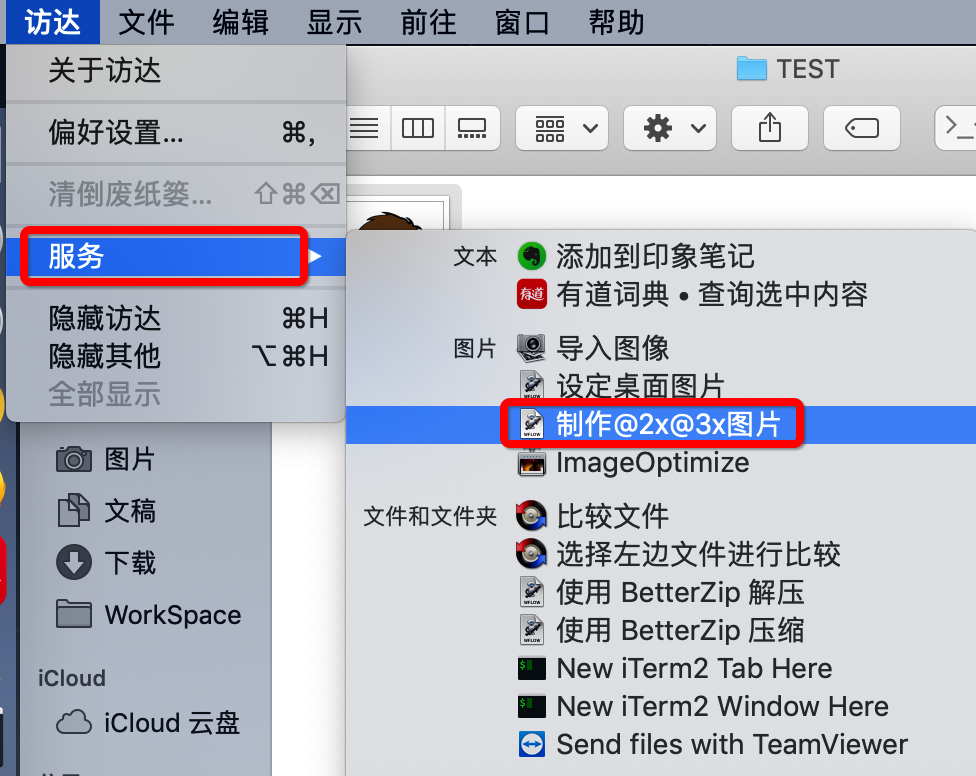 访达 文件 编辑 显示 前往 窗口 帮助
关于访达
偏好设置... ⌘,
清倒废纸篓... ⇧⌘⌫
服务 ▶
隐藏访达 ⌘H
隐藏其他 ⌥⌘H
全部显示
TEST
文本 添加到印象笔记
有道 有道词典 • 查询选中内容
图片 导入图像
设定桌面图片
制作@2x@3x图片
ImageOptimize
文件和文件夹 比较文件
选择左边文件进行比较
使用 BetterZip 解压
使用 BetterZip 压缩
New iTerm2 Tab Here
New iTerm2 Window Here
Send files with TeamViewer
图片
文稿
下载
WorkSpace
iCloud
iCloud 云盘